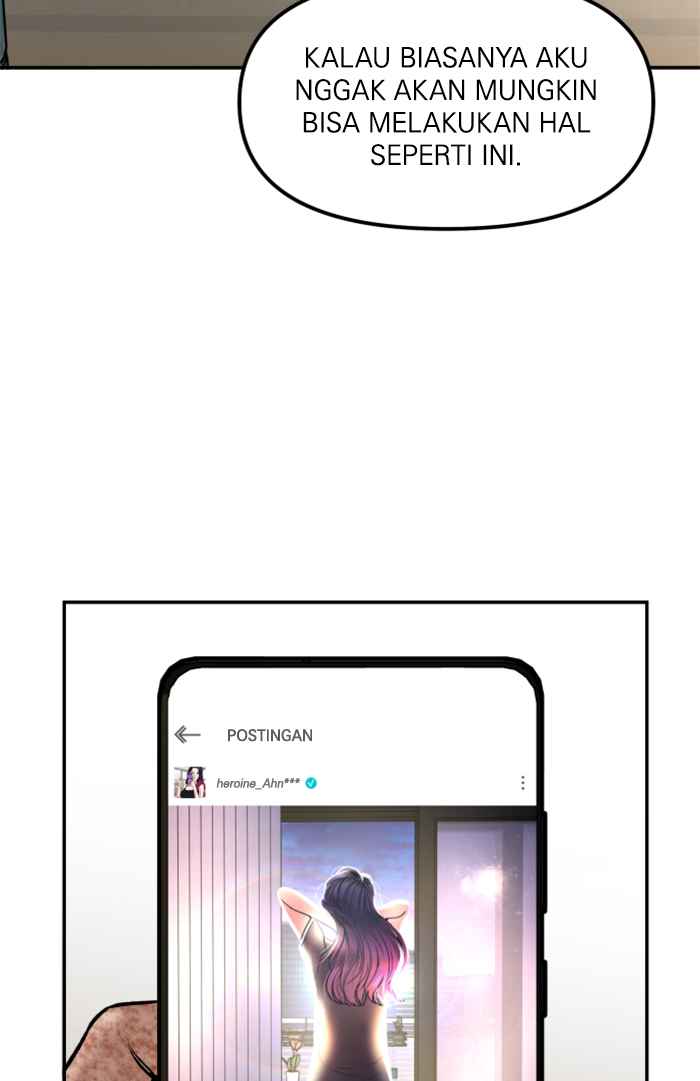 KALAU BIASANYA AKU
NGGAK AKAN MUNGKIN
BISA MELAKUKAN HAL
SEPERTI INI.
POSTINGAN
heroine_Ahn***